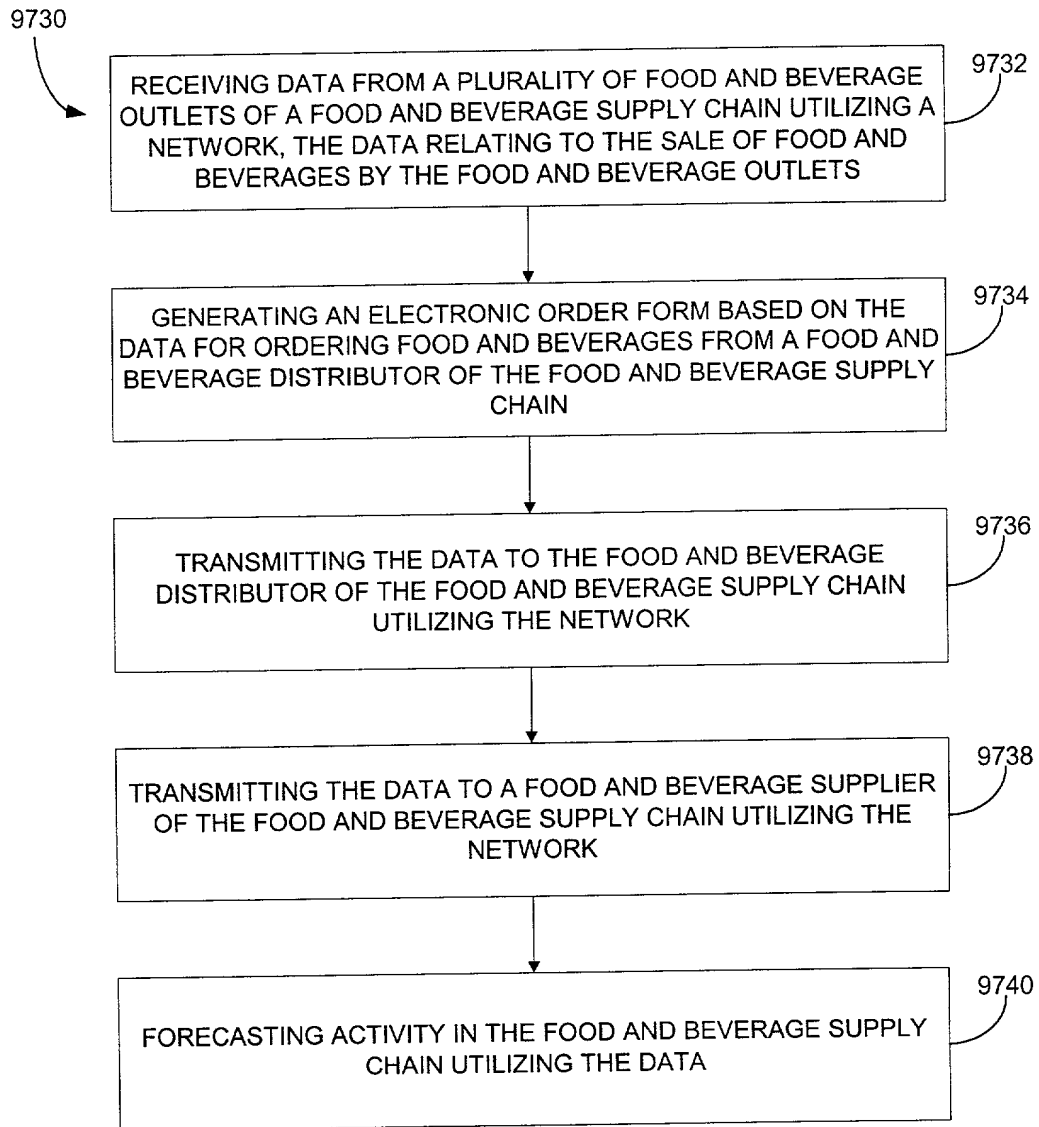 9730
RECEIVING DATA FROM A PLURALITY OF FOOD AND BEVERAGE
OUTLETS OF A FOOD AND BEVERAGE SUPPLY CHAIN UTILIZING A
NETWORK, THE DATA RELATING TO THE SALE OF FOOD AND
BEVERAGES BY THE FOOD AND BEVERAGE OUTLETS
9732
GENERATING AN ELECTRONIC ORDER FORM BASED ON THE
DATA FOR ORDERING FOOD AND BEVERAGES FROM A FOOD AND
BEVERAGE DISTRIBUTOR OF THE FOOD AND BEVERAGE SUPPLY
CHAIN
9734
TRANSMITTING THE DATA TO THE FOOD AND BEVERAGE
DISTRIBUTOR OF THE FOOD AND BEVERAGE SUPPLY CHAIN
UTILIZING THE NETWORK
9736
TRANSMITTING THE DATA TO A FOOD AND BEVERAGE SUPPLIER
OF THE FOOD AND BEVERAGE SUPPLY CHAIN UTILIZING THE
NETWORK
9738
FORECASTING ACTIVITY IN THE FOOD AND BEVERAGE SUPPLY
CHAIN UTILIZING THE DATA
9740